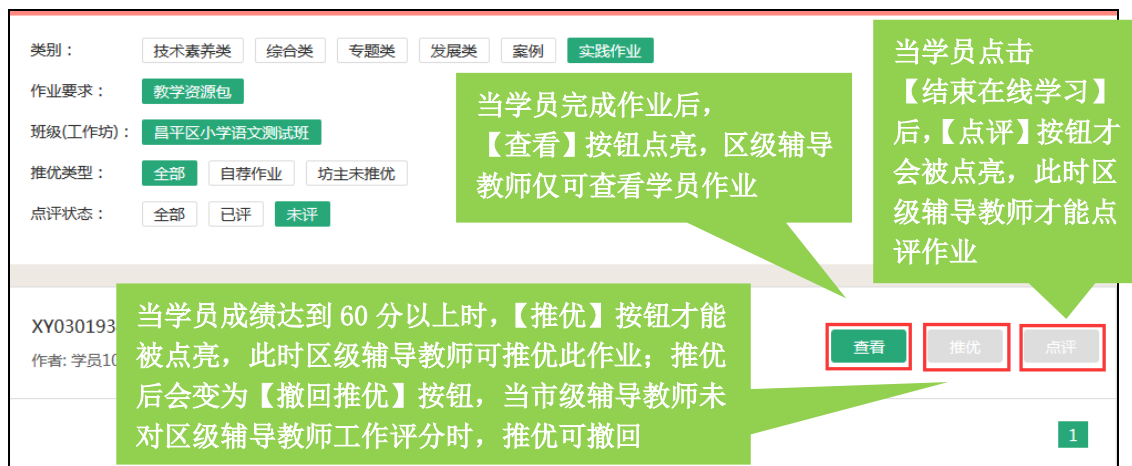 类别： 技术素养类 综合类 专题类 发展类 案例 实践作业
作业要求： 教学资源包
班级(工作坊)： 昌平区小学语文测试班
推优类型： 全部 自荐作业 坊主未推优
点评状态： 全部 已评 未评
当学员完成作业后，
【查看】按钮点亮，区级辅导
教师仅可查看学员作业
当学员点击
【结束在线学习】
后，【点评】按钮才
会被点亮，此时区
级辅导教师才能点
评作业
XY030193
作者: 学员10
当学员成绩达到 60 分以上时，【推优】按钮才能
被点亮，此时区级辅导教师可推优此作业；推优
后会变为【撤回推优】按钮，当市级辅导教师未
对区级辅导教师工作评分时，推优可撤回
查看 推优 点评
1